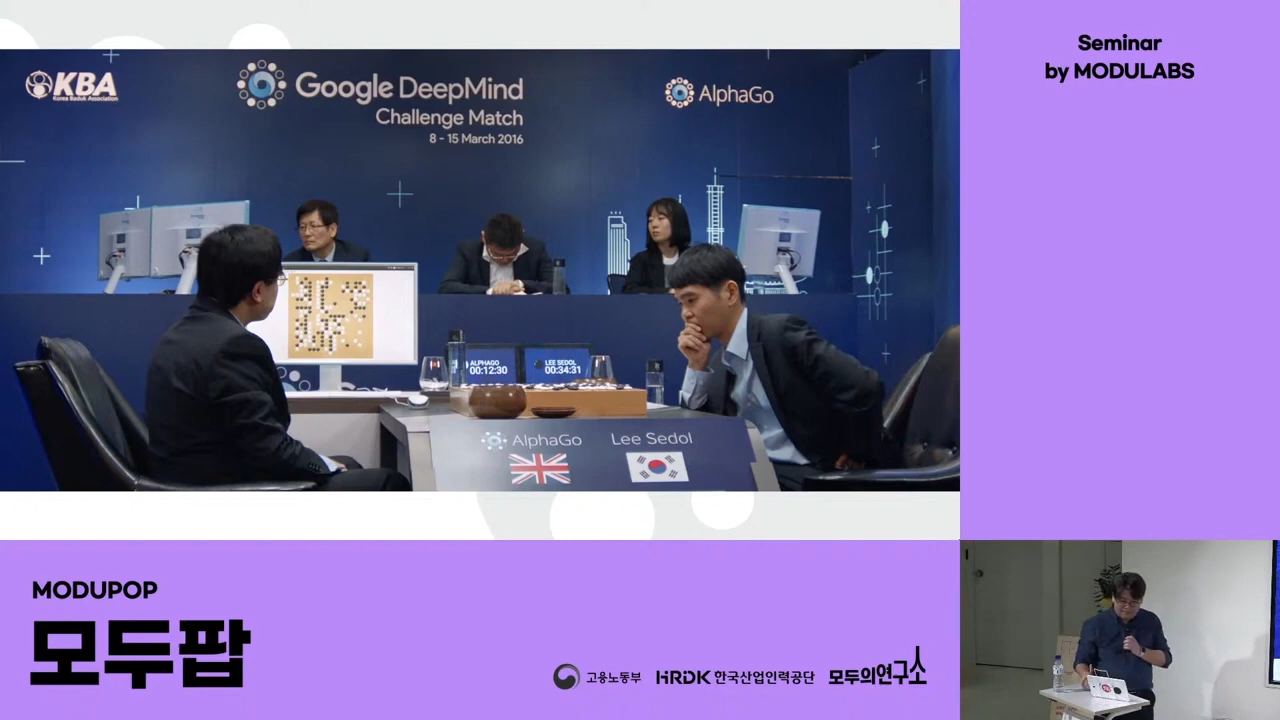 KBA
Korea Baduk Association
Google DeepMind
Challenge Match
8 - 15 March 2016
AlphaGo
ALPHAGO
00:12:30
LEE SEDOL
00:34:31
AlphaGo
Lee Sedol
Seminar
by MODULABS
MODUPOP
모두팝
고용노동부
HRDK 한국산업인력공단
모두의연구소